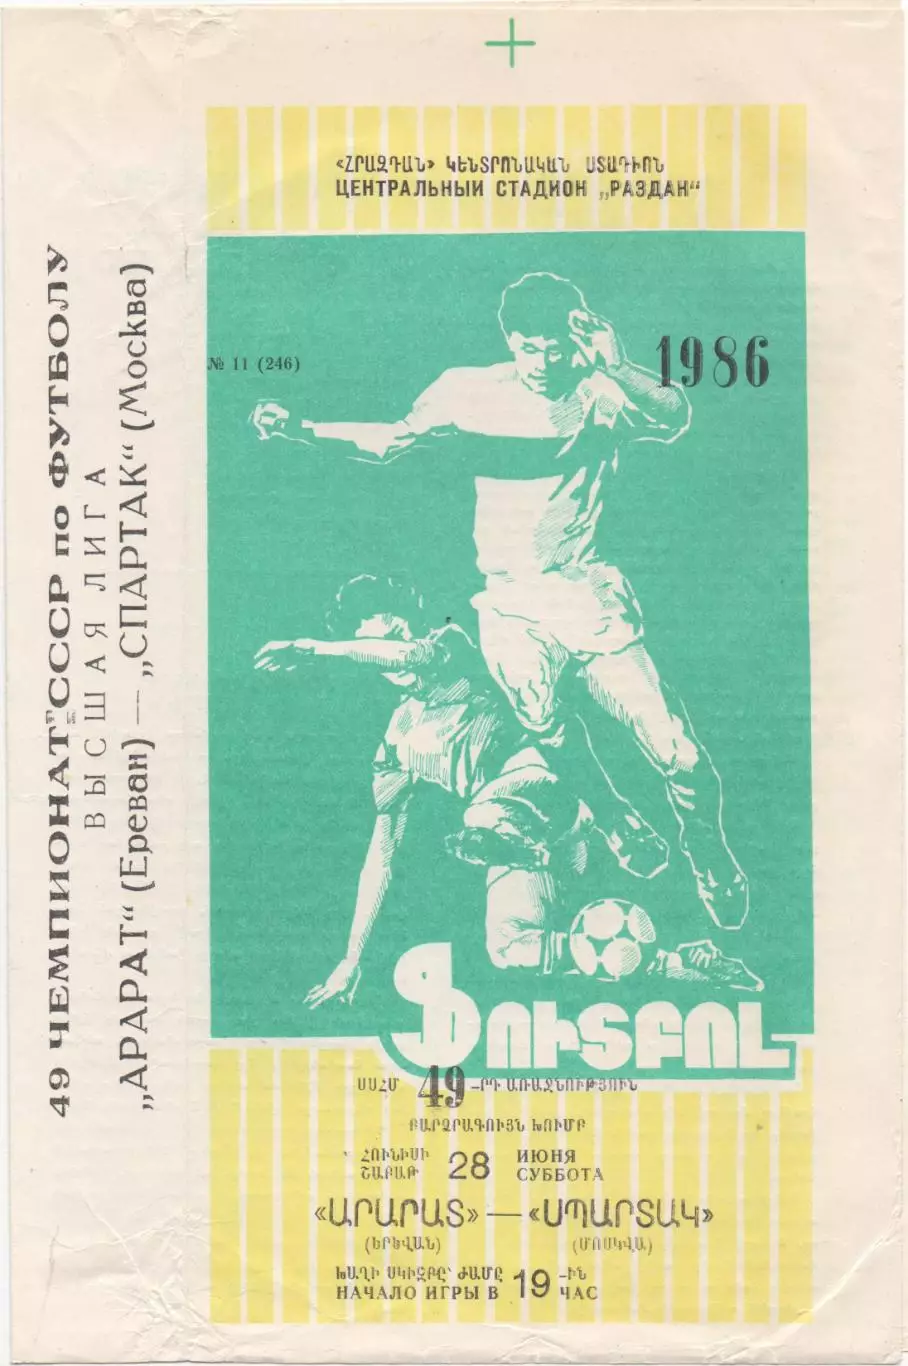 «ՀՐԱԶԴԱՆ» ԿԵՆՏՐՈՆԱԿԱՆ ՍՏԱԴԻՈՆ
ЦЕНТРАЛЬНЫЙ СТАДИОН „РАЗДАН“
№ 11 (246)
1986
49 ЧЕМПИОНАТ СССР по ФУТБОЛУ
ВЫСШАЯ ЛИГА
„АРАРАТ“ (Ереван) — „СПАРТАК“ (Москва)
ՖՈՒՏԲՈԼ
ՍՍՀՄ 49-ՐԴ ԱՌԱՋՆՈՒԹՅՈՒՆ
ԲԱՐՁՐԱԳՈՒՅՆ ԽՈՒՄԲ
ՀՈՒՆԻՍԻ 28 ИЮНЯ
ՇԱԲԱԹ СУББОТА
«ԱՐԱՐԱՏ» — «ՍՊԱՐՏԱԿ»
(ԵՐԵՎԱՆ) (ՄՈՍԿՎԱ)
ԽԱՂԻ ՍԿԻԶԲԸ՝ ԺԱՄԸ 19-ԻՆ
НАЧАЛО ИГРЫ В 19 ЧАС